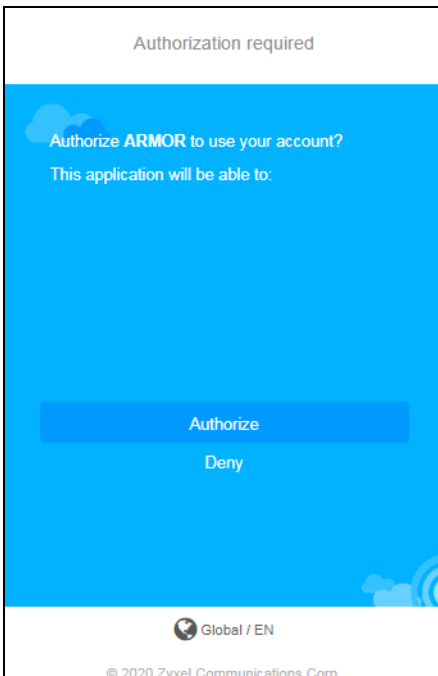 Authorization required
Authorize ARMOR to use your account?
This application will be able to:
Authorize
Deny
Global / EN
© 2020 Zyxel Communications Corp